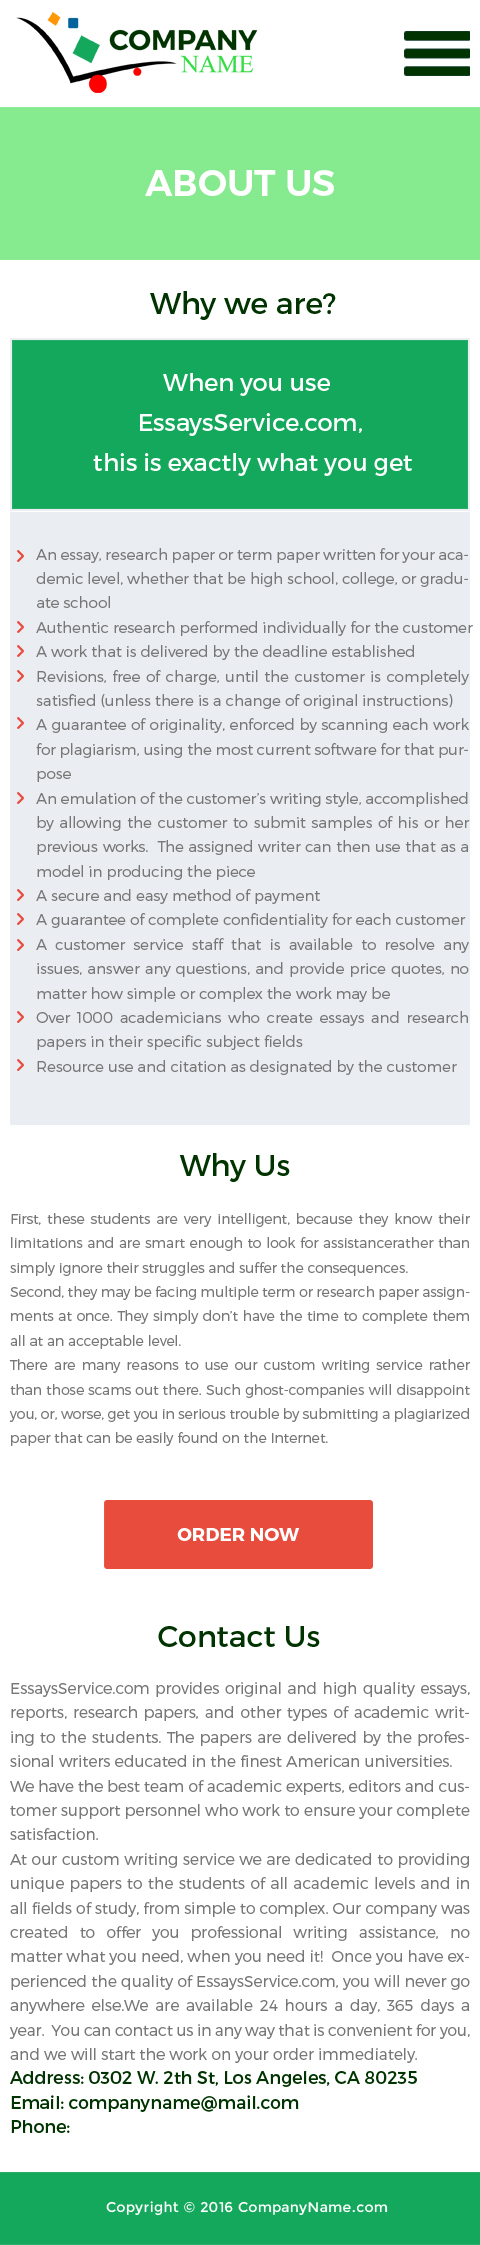 COMPANY
NAME
ABOUT US
Why we are?
When you use
EssaysService.com,
this is exactly what you get
An essay, research paper or term paper written for your aca-
demic level, whether that be high school, college, or gradu-
ate school
Authentic research performed individually for the customer
A work that is delivered by the deadline established
Revisions, free of charge, until the customer is completely
satisfied (unless there is a change of original instructions)
A guarantee of originality, enforced by scanning each work
for plagiarism, using the most current software for that pur-
pose
An emulation of the customer's writing style, accomplished
by allowing the customer to submit samples of his or her
previous works.  The assigned writer can then use that as a
model in producing the piece
A secure and easy method of payment
A guarantee of complete confidentiality for each customer
A customer service staff that is available to resolve any
issues, answer any questions, and provide price quotes, no
matter how simple or complex the work may be
Over 1000 academicians who create essays and research
papers in their specific subject fields
Resource use and citation as designated by the customer
Why Us
First, these students are very intelligent, because they know their
limitations and are smart enough to look for assistancerather than
simply ignore their struggles and suffer the consequences.
Second, they may be facing multiple term or research paper assign-
ments at once. They simply don't have the time to complete them
all at an acceptable level.
There are many reasons to use our custom writing service rather
than those scams out there. Such ghost-companies will disappoint
you, or, worse, get you in serious trouble by submitting a plagiarized
paper that can be easily found on the Internet.
ORDER NOW
Contact Us
EssaysService.com provides original and high quality essays,
reports, research papers, and other types of academic writ-
ing to the students. The papers are delivered by the profes-
sional writers educated in the finest American universities.
We have the best team of academic experts, editors and cus-
tomer support personnel who work to ensure your complete
satisfaction.
At our custom writing service we are dedicated to providing
unique papers to the students of all academic levels and in
all fields of study, from simple to complex. Our company was
created to offer you professional writing assistance, no
matter what you need, when you need it!  Once you have ex-
perienced the quality of EssaysService.com, you will never go
anywhere else.We are available 24 hours a day, 365 days a
year.  You can contact us in any way that is convenient for you,
and we will start the work on your order immediately.
Address: 0302 W. 2th St, Los Angeles, CA 80235
Email: companyname@mail.com
Phone:
Copyright © 2016 CompanyName.com